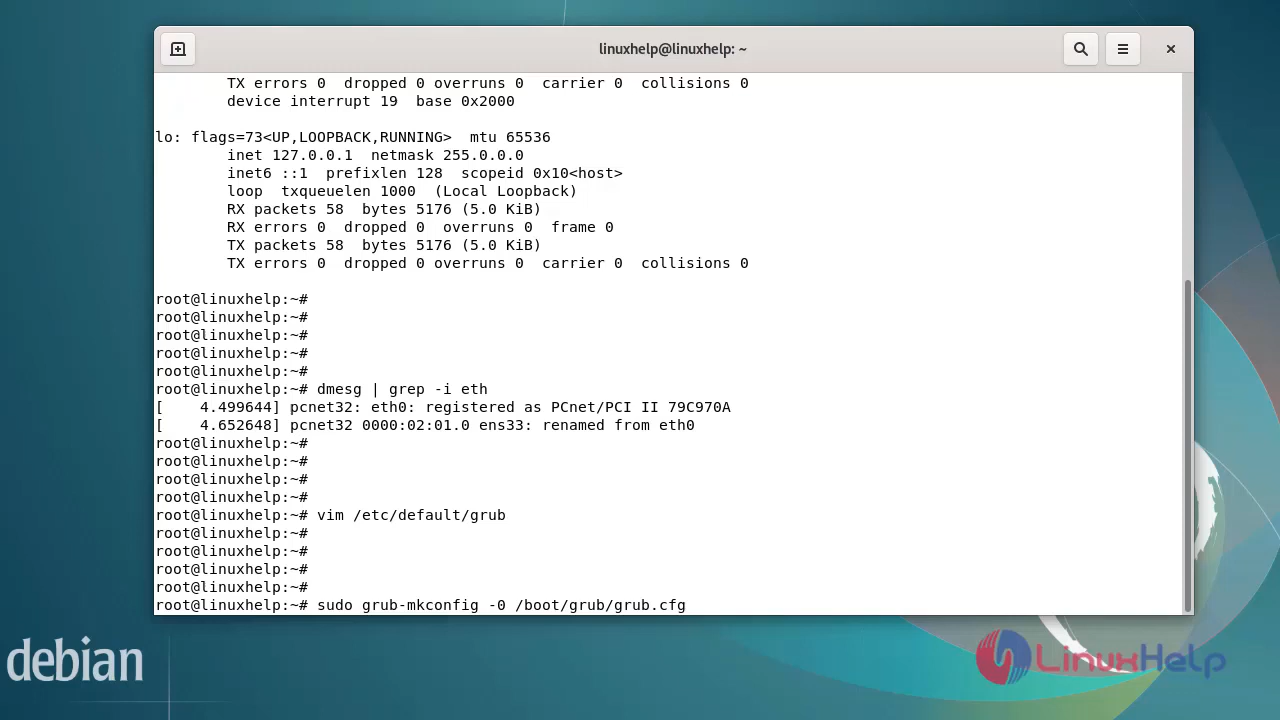 linuxhelp@linuxhelp: ~
        TX errors 0  dropped 0 overruns 0  carrier 0  collisions 0
        device interrupt 19  base 0x2000
lo: flags=73<UP,LOOPBACK,RUNNING>  mtu 65536
        inet 127.0.0.1  netmask 255.0.0.0
        inet6 ::1  prefixlen 128  scopeid 0x10<host>
        loop  txqueuelen 1000  (Local Loopback)
        RX packets 58  bytes 5176 (5.0 KiB)
        RX errors 0  dropped 0  overruns 0  frame 0
        TX packets 58  bytes 5176 (5.0 KiB)
        TX errors 0  dropped 0 overruns 0  carrier 0  collisions 0
root@linuxhelp:~#
root@linuxhelp:~#
root@linuxhelp:~#
root@linuxhelp:~#
root@linuxhelp:~#
root@linuxhelp:~# dmesg | grep -i eth
[    4.499644] pcnet32: eth0: registered as PCnet/PCI II 79C970A
[    4.652648] pcnet32 0000:02:01.0 ens33: renamed from eth0
root@linuxhelp:~#
root@linuxhelp:~#
root@linuxhelp:~#
root@linuxhelp:~#
root@linuxhelp:~# vim /etc/default/grub
root@linuxhelp:~#
root@linuxhelp:~#
root@linuxhelp:~#
root@linuxhelp:~#
root@linuxhelp:~# sudo grub-mkconfig -0 /boot/grub/grub.cfg
debian
LinuxHelp